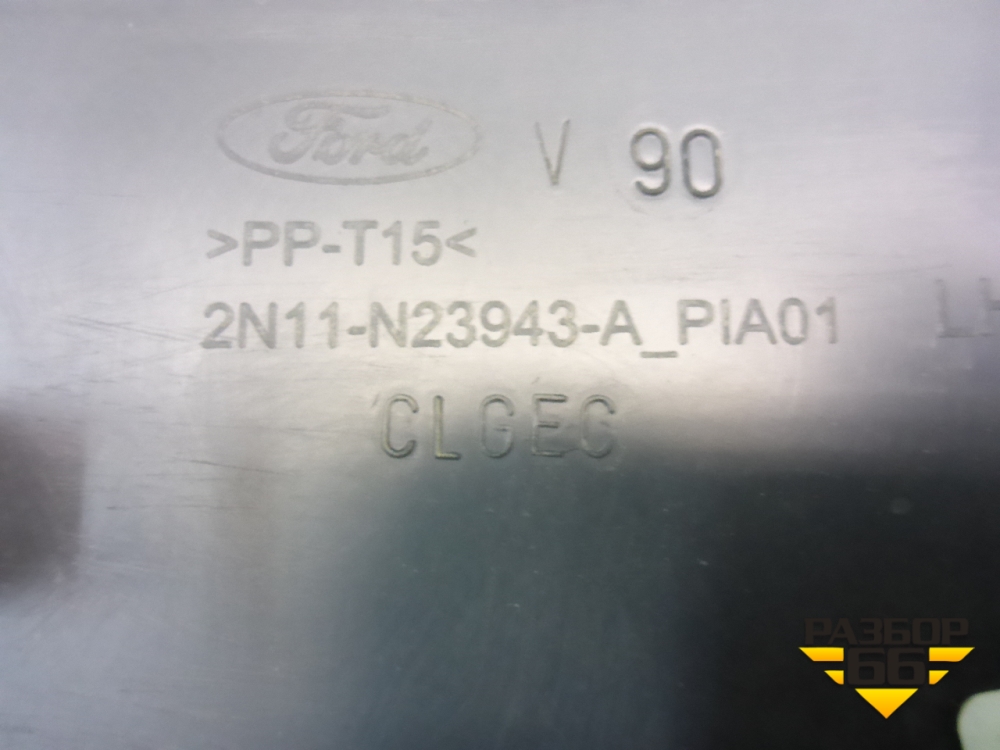 Ford V 90
>PP-T15<
2N11-N23943-A_PIA01
CLGEC
РАЗБОР
66